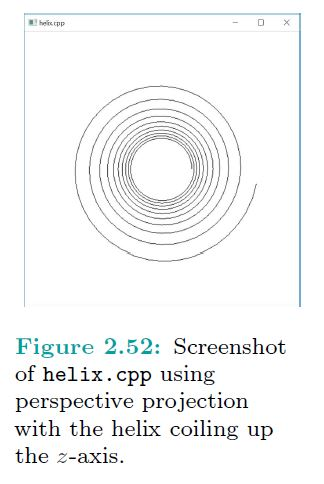 helix.cpp
Figure 2.52: Screenshot
of helix.cpp using
perspective projection
with the helix coiling up
the z-axis.